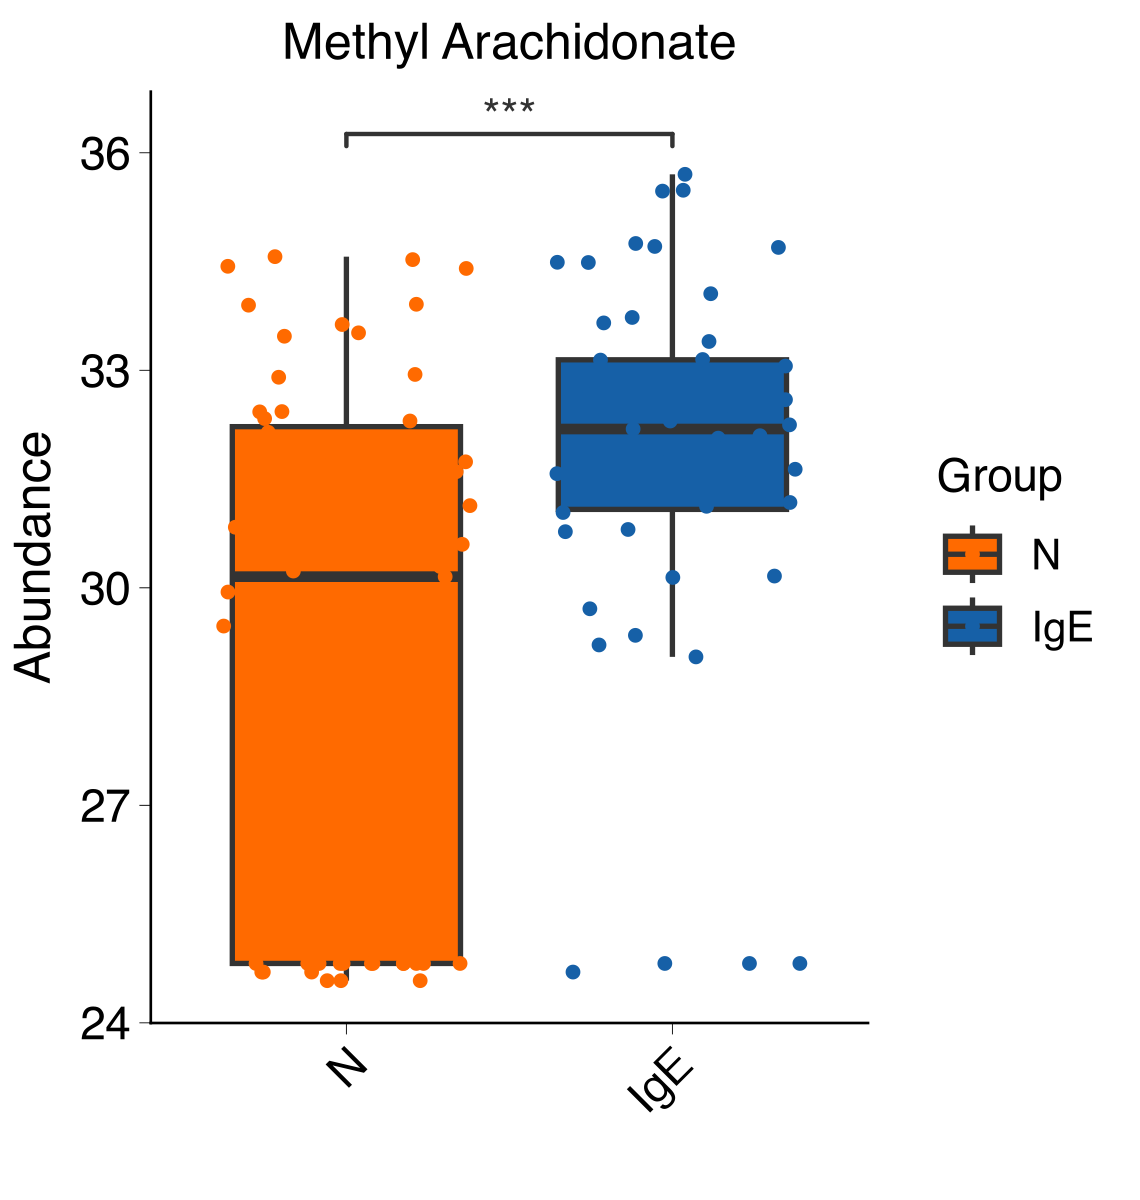 Methyl Arachidonate
***
36
33
30
27
24
Abundance
N
IgE
Group
N
IgE